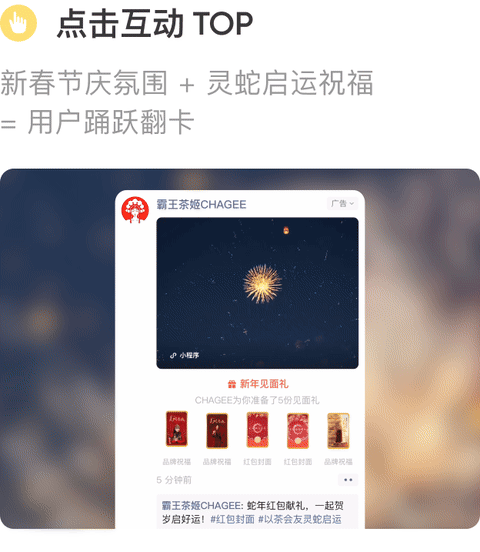 点击互动 TOP
新春节庆氛围 + 灵蛇启运祝福
= 用户踊跃翻卡
霸王茶姬CHAGEE
广告
小程序
新年见面礼
CHAGEE为你准备了5份见面礼
品牌祝福 品牌祝福 红包封面 红包封面 品牌祝福
5 分钟前
霸王茶姬CHAGEE: 蛇年红包献礼，一起贺
岁启好运！#红包封面 #以茶会友灵蛇启运